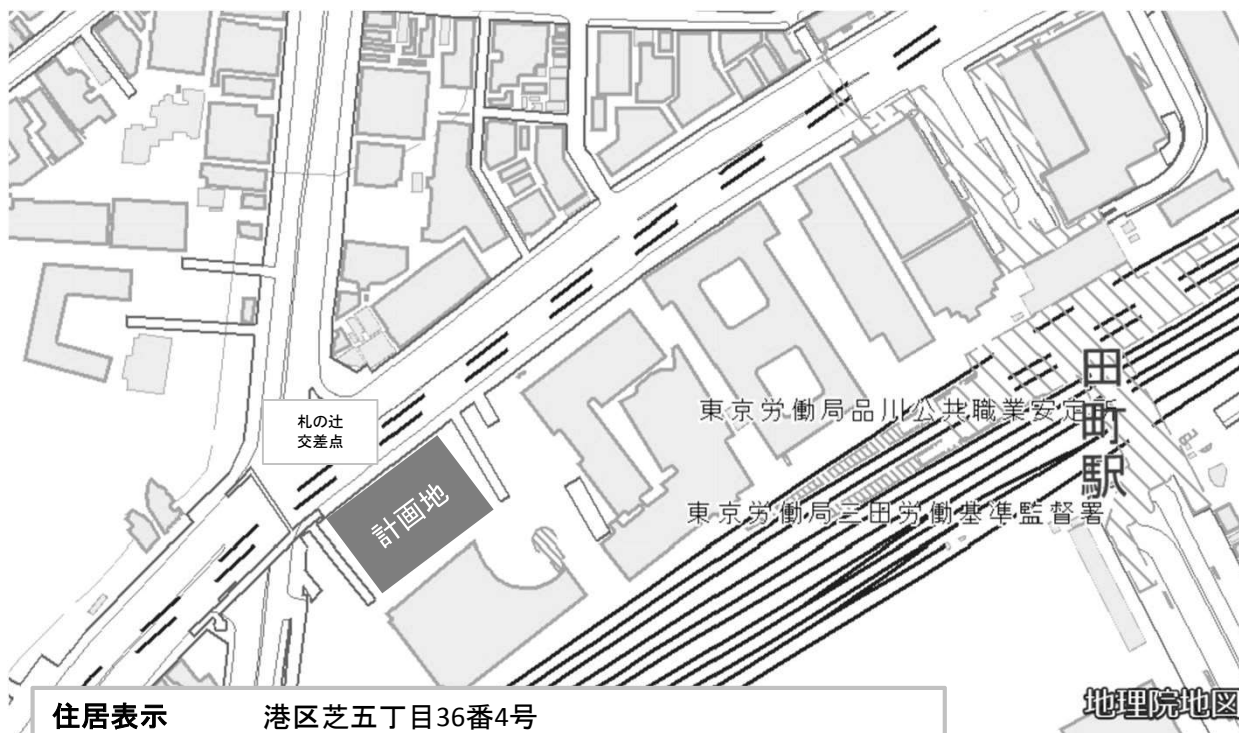 札の辻
交差点
計画地
東京労働局品川公共職業安定所
東京労働局三田労働基準監督署
田町駅
住居表示 港区芝五丁目36番4号
地理院地図